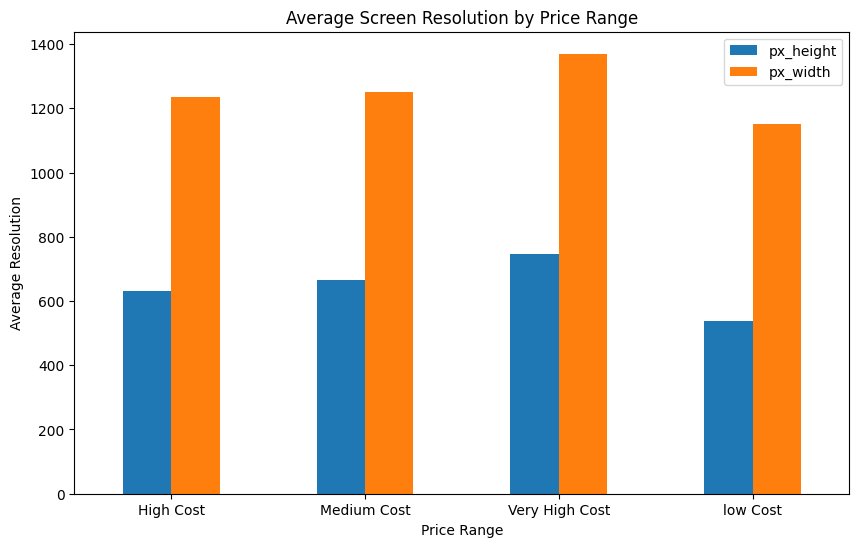 Average Screen Resolution by Price Range
px_height
px_width
1400
1200
1000
800
600
400
200
0
Average Resolution
High Cost
Medium Cost
Very High Cost
low Cost
Price Range